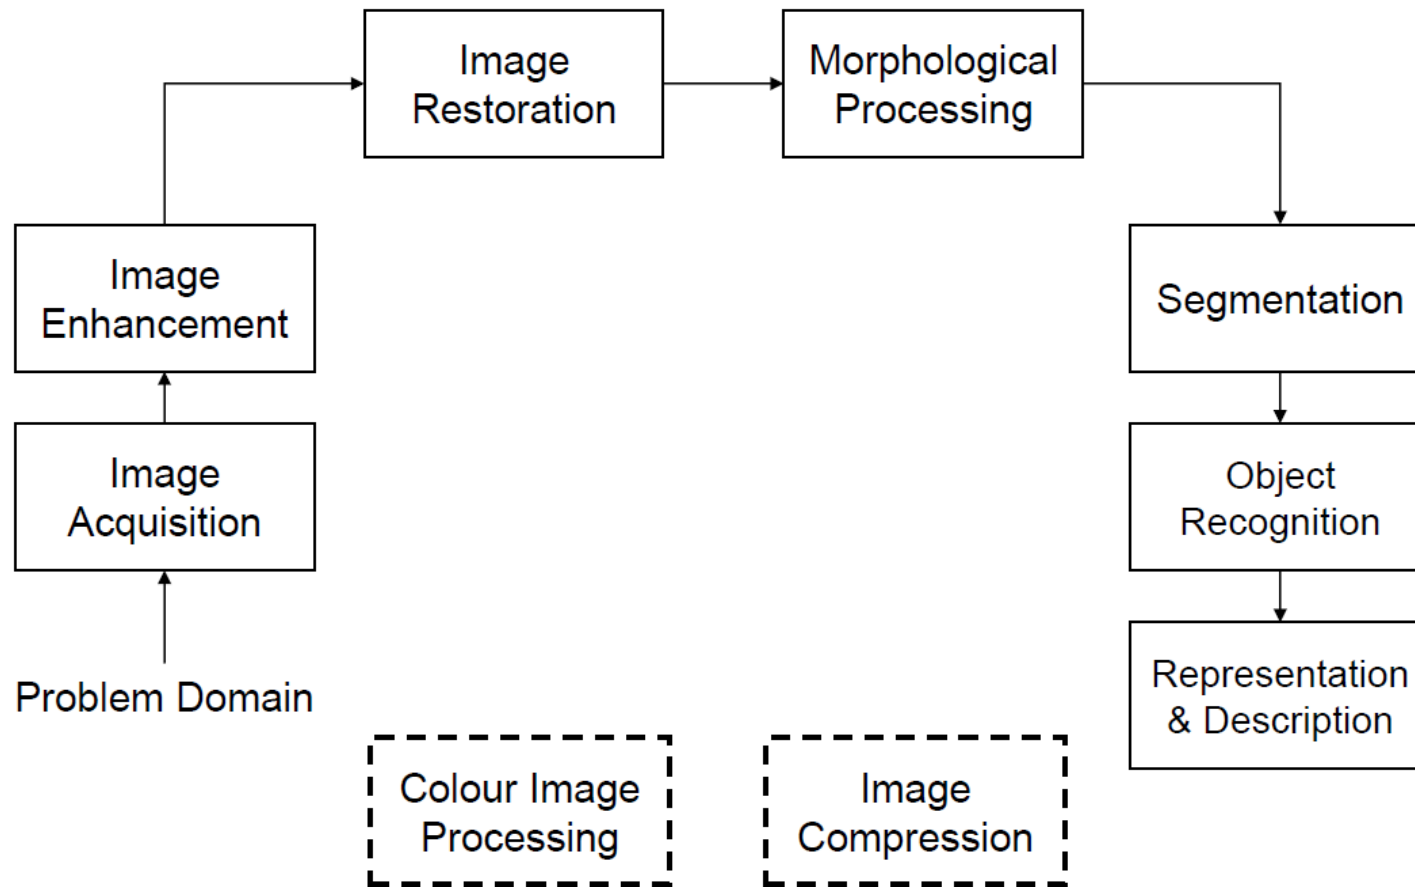 Image
Restoration
Morphological
Processing
Image
Enhancement
Segmentation
Image
Acquisition
Object
Recognition
Problem Domain
Representation
& Description
Colour Image
Processing
Image
Compression